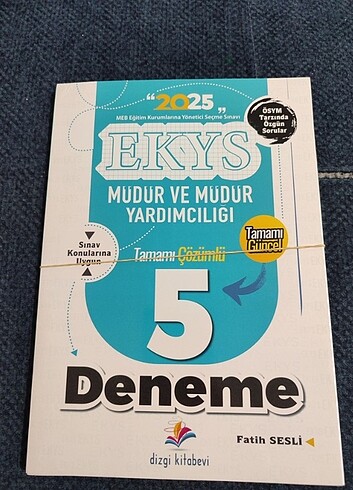 "2025"
MEB Eğitim Kurumlarına Yönetici Seçme Sınavı
ÖSYM
Tarzında
Özgün
Sorular
EKYS
MÜDÜR VE MÜDÜR
YARDIMCILIĞI
Sınav
Konularına
Uygun
Tamamı Çözümlü
Tamamı
Güncel
5
Deneme
Fatih SESLİ
dizgi kitabevi